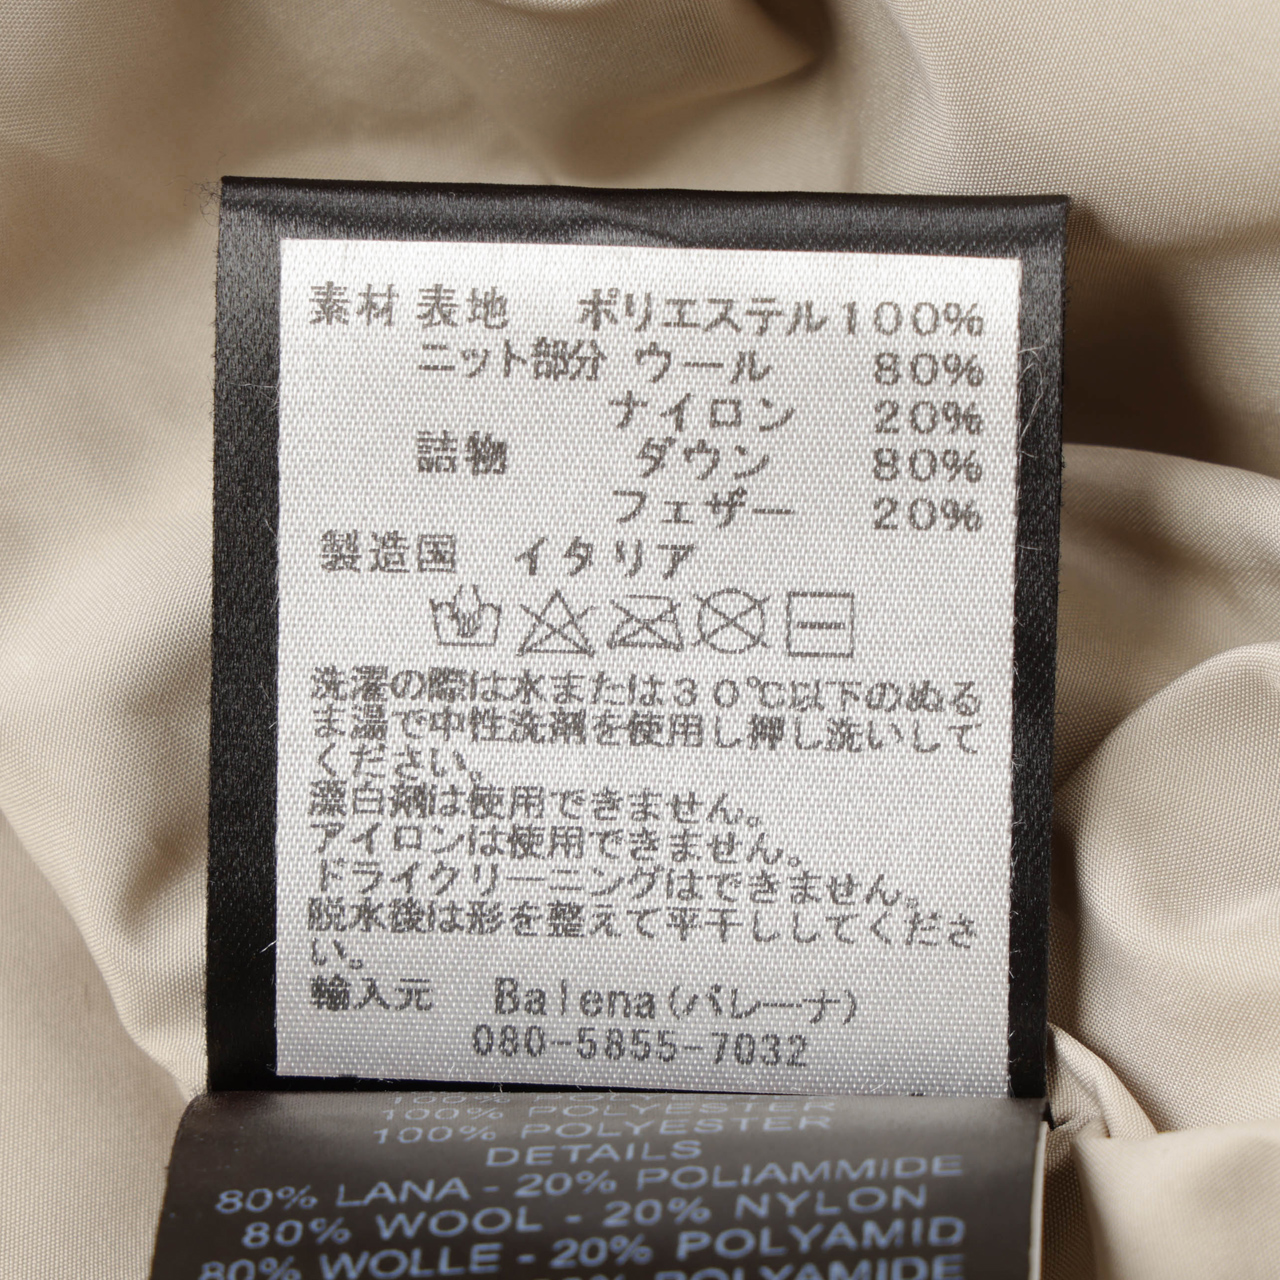 素材 表地 ポリエステル100%
ニット部分 ウール 80%
ナイロン 20%
詰物 ダウン 80%
フェザー 20%
製造国 イタリア
洗濯の際は水または30℃以下のぬる
ま湯で中性洗剤を使用し押し洗いして
ください。
漂白剤は使用できません。
アイロンは使用できません。
ドライクリーニングはできません。
脱水後は形を整えて平干ししてくださ
い。
輸入元 Balena(バレーナ)
080-5855-7032
100% POLYESTER
100% POLYESTER
DETAILS
80% LANA - 20% POLIAMMIDE
80% WOOL - 20% NYLON
80% WOLLE - 20% POLYAMID
POLYAMIDE